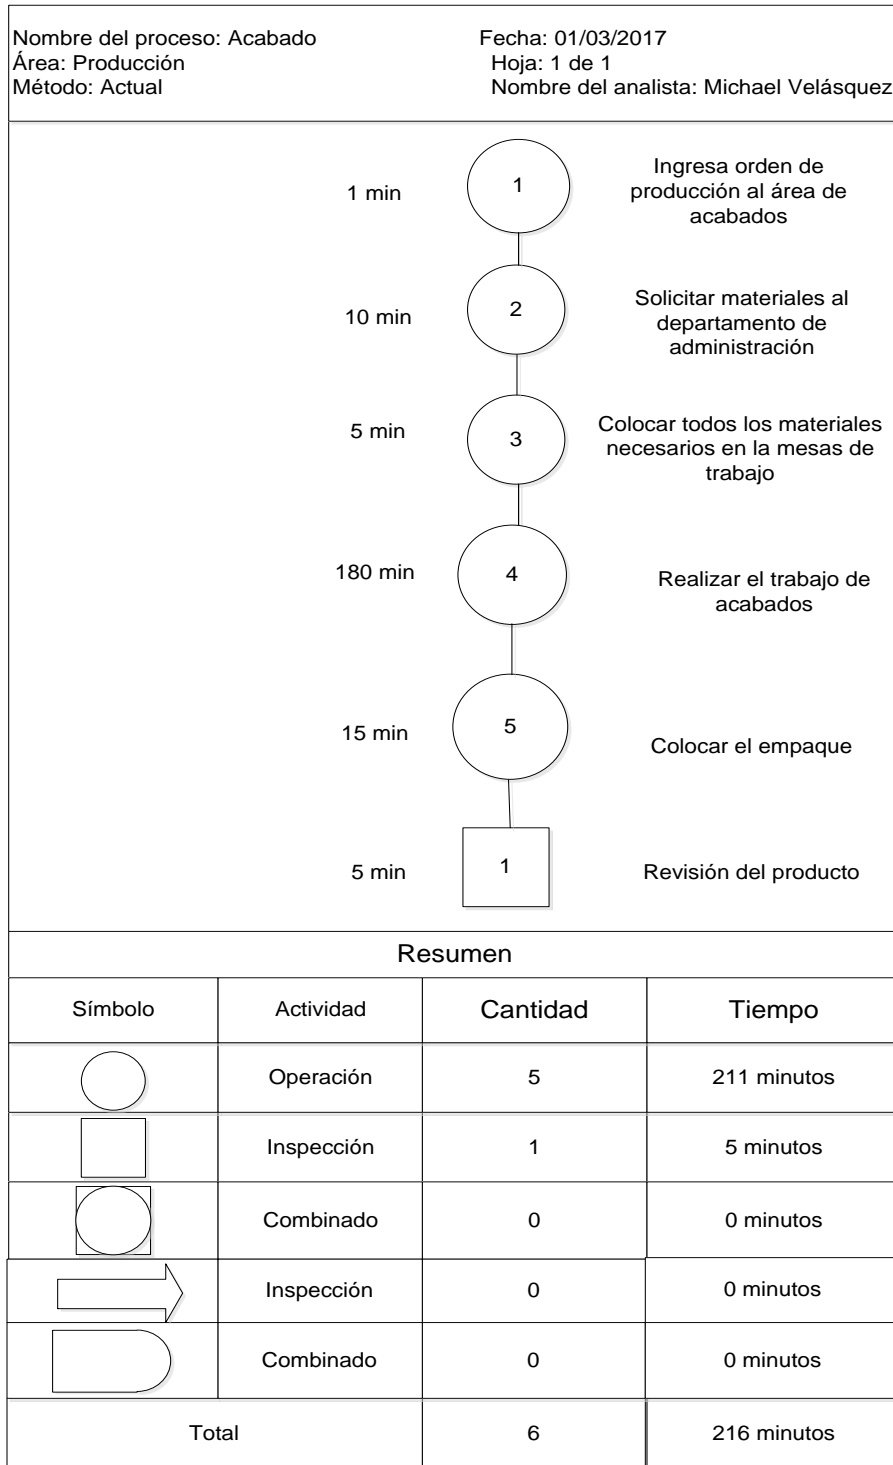 Nombre del proceso: Acabado Fecha: 01/03/2017
Área: Producción Hoja: 1 de 1
Método: Actual Nombre del analista: Michael Velásquez
1 min
1
Ingresa orden de
producción al área de
acabados
10 min
2
Solicitar materiales al
departamento de
administración
5 min
3
Colocar todos los materiales
necesarios en la mesas de
trabajo
180 min
4
Realizar el trabajo de
acabados
15 min
5
Colocar el empaque
5 min
1
Revisión del producto
Resumen
Símbolo Actividad Cantidad Tiempo
Operación 5 211 minutos
Inspección 1 5 minutos
Combinado 0 0 minutos
Inspección 0 0 minutos
Combinado 0 0 minutos
Total 6 216 minutos